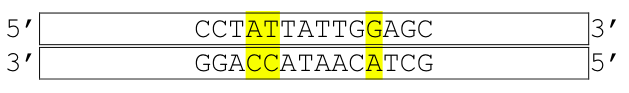 5’ CCTATTATTGGAGC 3’
3’ GGACCATAACATCG 5’